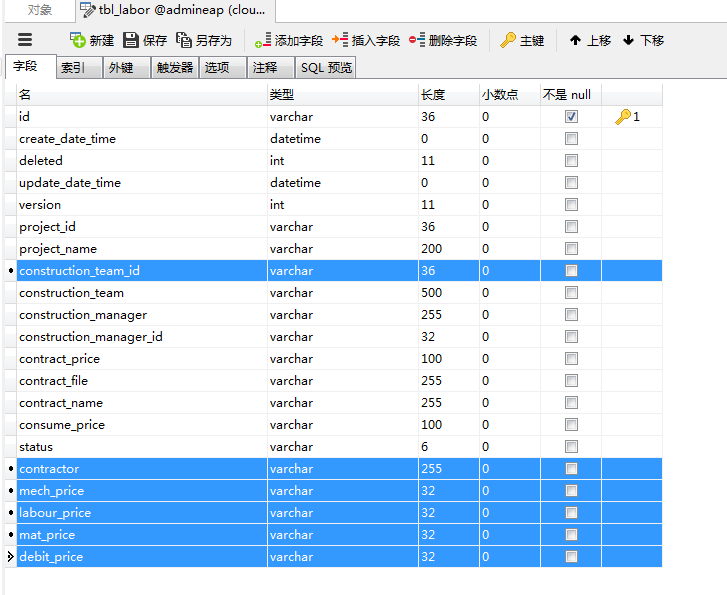 对象 tbl_labor @admineap (clou...
新建 保存 另存为 添加字段 插入字段 删除字段 主键 上移 下移
字段 索引 外键 触发器 选项 注释 SQL 预览
名 类型 长度 小数点 不是 null
id varchar 36 0 1
create_date_time datetime 0 0
deleted int 11 0
update_date_time datetime 0 0
version int 11 0
project_id varchar 36 0
project_name varchar 200 0
construction_team_id varchar 36 0
construction_team varchar 500 0
construction_manager varchar 255 0
construction_manager_id varchar 32 0
contract_price varchar 100 0
contract_file varchar 255 0
contract_name varchar 255 0
consume_price varchar 100 0
status varchar 6 0
contractor varchar 255 0
mech_price varchar 32 0
labour_price varchar 32 0
mat_price varchar 32 0
debit_price varchar 32 0